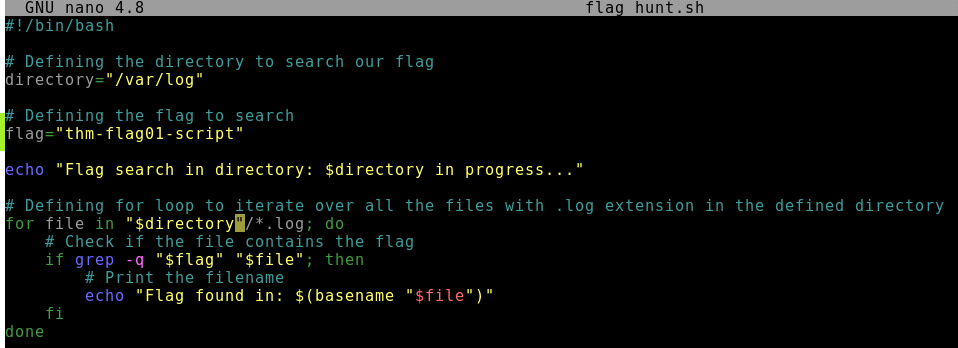 GNU nano 4.8 flag hunt.sh
#!/bin/bash
# Defining the directory to search our flag
directory="/var/log"
# Defining the flag to search
flag="thm-flag01-script"
echo "Flag search in directory: $directory in progress..."
# Defining for loop to iterate over all the files with .log extension in the defined directory
for file in "$directory"/*.log; do
    # Check if the file contains the flag
    if grep -q "$flag" "$file"; then
        # Print the filename
        echo "Flag found in: $(basename "$file")"
    fi
done